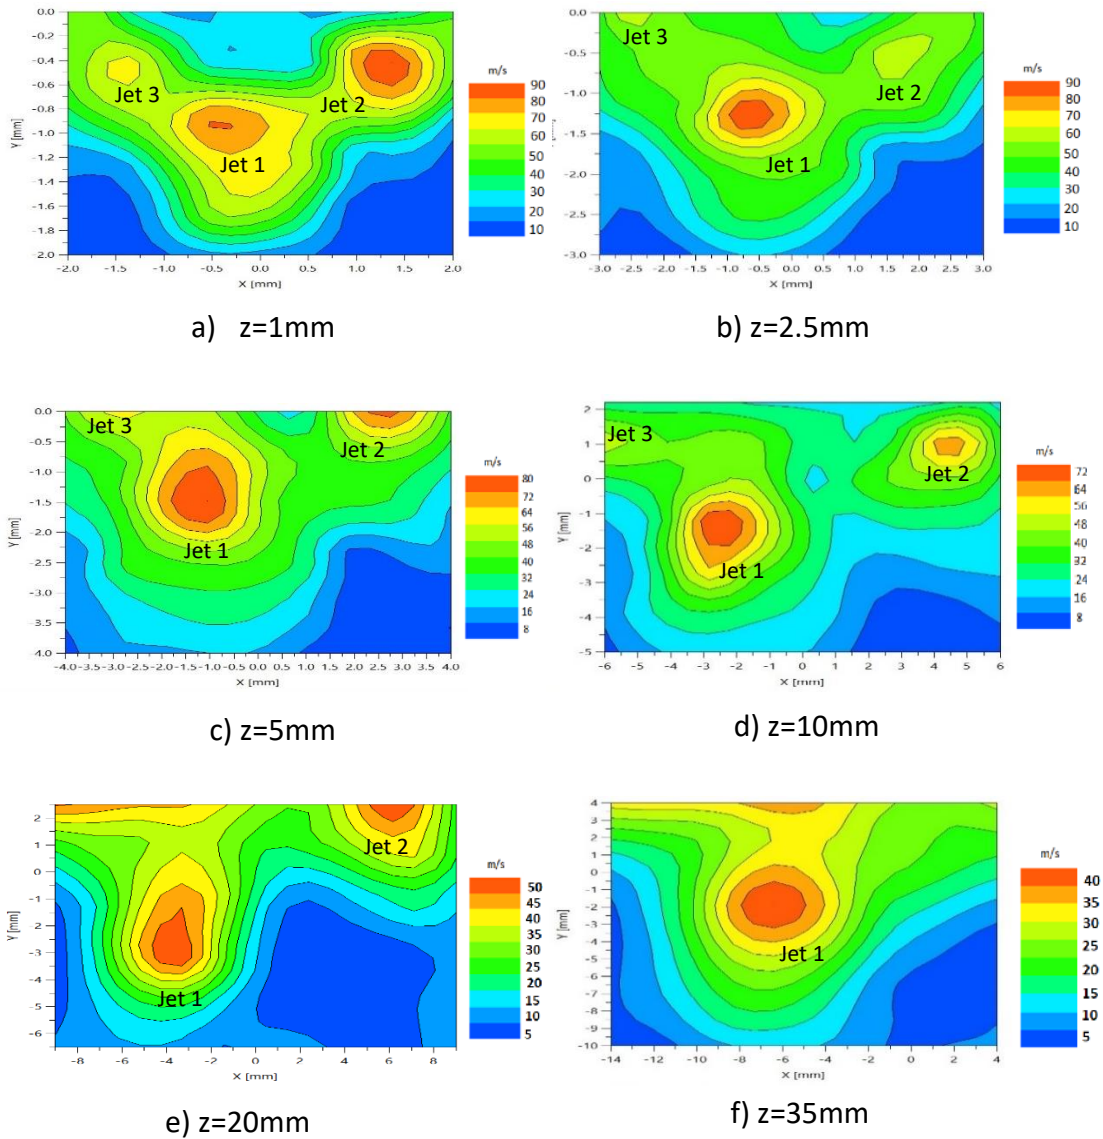 m/s
90
80
70
60
50
40
30
20
10
0.0
-0.2
-0.4
-0.6
-0.8
-1.0
-1.2
-1.4
-1.6
-1.8
-2.0
Y [mm]
Jet 3
Jet 2
Jet 1
-2.0 -1.5 -1.0 -0.5 0.0 0.5 1.0 1.5 2.0
X [mm]
a) z=1mm
m/s
90
80
70
60
50
40
30
20
10
0.0
-0.5
-1.0
-1.5
-2.0
-2.5
-3.0
Jet 3
Jet 2
Jet 1
-3.0 -2.5 -2.0 -1.5 -1.0 -0.5 0.0 0.5 1.0 1.5 2.0 2.5 3.0
X [mm]
b) z=2.5mm
m/s
80
72
64
56
48
40
32
24
16
8
0.0
-0.5
-1.0
-1.5
-2.0
-2.5
-3.0
-3.5
-4.0
Y [mm]
Jet 3
Jet 2
Jet 1
-4.0 -3.5 -3.0 -2.5 -2.0 -1.5 -1.0 -0.5 0.0 0.5 1.0 1.5 2.0 2.5 3.0 3.5 4.0
X [mm]
c) z=5mm
m/s
72
64
56
48
40
32
24
16
8
2
1
0
-1
-2
-3
-4
-5
Y [mm]
Jet 3
Jet 2
Jet 1
-6 -5 -4 -3 -2 -1 0 1 2 3 4 5 6
X [mm]
d) z=10mm
m/s
50
45
40
35
30
25
20
15
10
5
2
1
0
-1
-2
-3
-4
-5
-6
Y [mm]
Jet 2
Jet 1
-8 -6 -4 -2 0 2 4 6 8
X [mm]
e) z=20mm
m/s
40
35
30
25
20
15
10
5
4
3
2
1
0
-1
-2
-3
-4
-5
-6
-7
-8
-9
-10
Y [mm]
Jet 1
-14 -12 -10 -8 -6 -4 -2 0 2 4
X [mm]
f) z=35mm